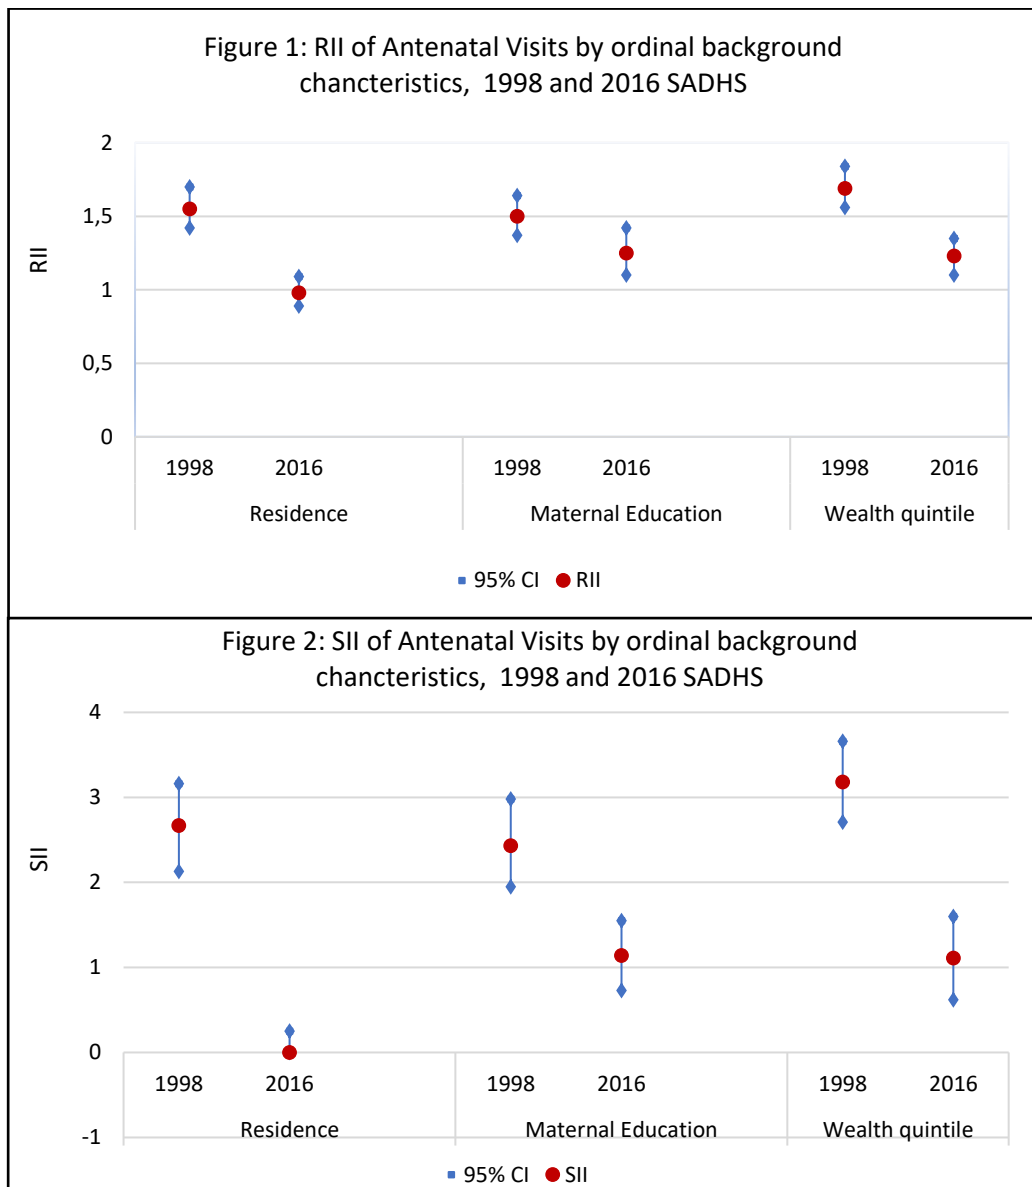 Figure 1: RII of Antenatal Visits by ordinal background
chancteristics, 1998 and 2016 SADHS
2
1,5
1
0,5
0
RII
1998 2016 1998 2016 1998 2016
Residence Maternal Education Wealth quintile
95% CI RII
Figure 2: SII of Antenatal Visits by ordinal background
chancteristics, 1998 and 2016 SADHS
4
3
2
1
0
-1
SII
1998 2016 1998 2016 1998 2016
Residence Maternal Education Wealth quintile
95% CI SII